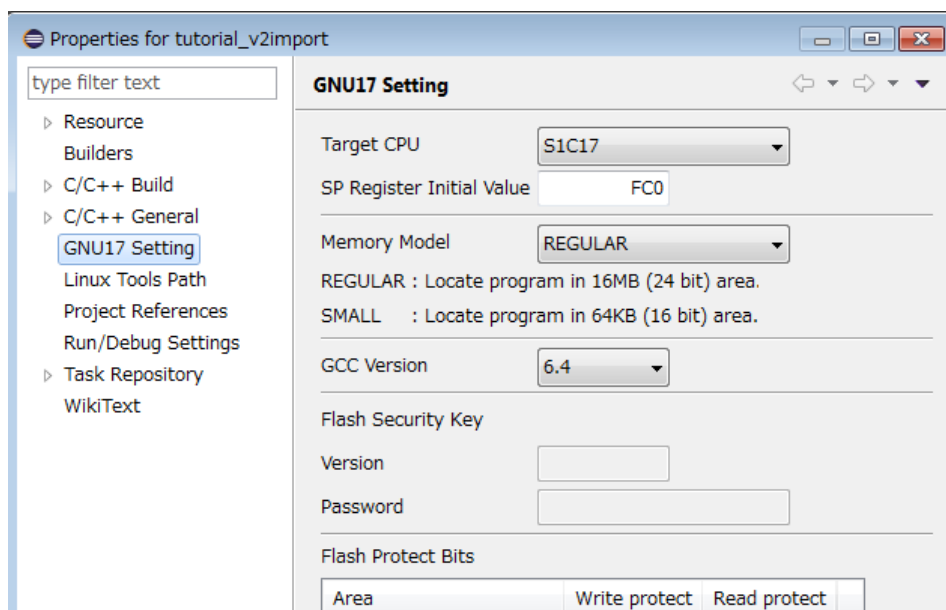 Properties for tutorial_v2import
type filter text
Resource
Builders
C/C++ Build
C/C++ General
GNU17 Setting
Linux Tools Path
Project References
Run/Debug Settings
Task Repository
WikiText
GNU17 Setting
Target CPU S1C17
SP Register Initial Value FC0
Memory Model REGULAR
REGULAR : Locate program in 16MB (24 bit) area.
SMALL : Locate program in 64KB (16 bit) area.
GCC Version 6.4
Flash Security Key
Version
Password
Flash Protect Bits
Area Write protect Read protect